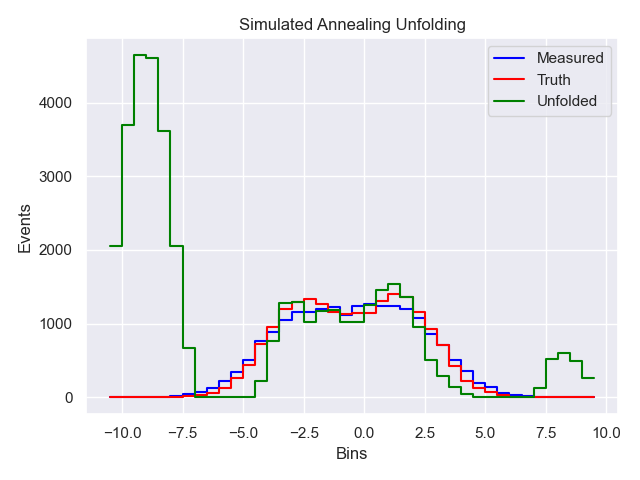 Simulated Annealing Unfolding
Measured
Truth
Unfolded
Events
4000
3000
2000
1000
0
−10.0 −7.5 −5.0 −2.5 0.0 2.5 5.0 7.5 10.0
Bins